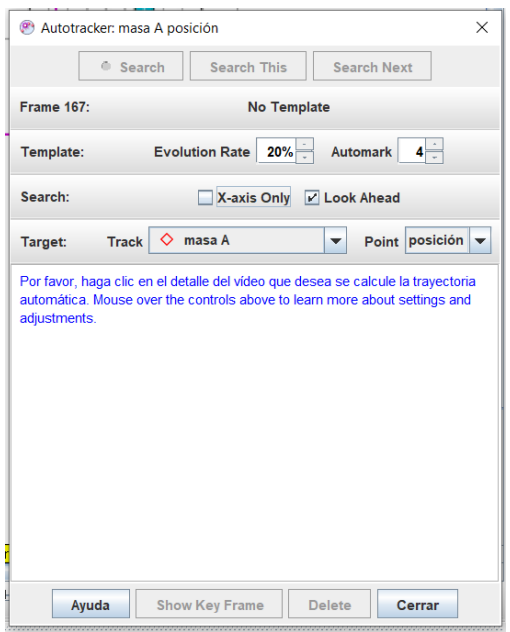 Autotracker: masa A posición
Search Search This Search Next
Frame 167: No Template
Template: Evolution Rate 20% Automark 4
Search: X-axis Only Look Ahead
Target: Track masa A Point posición
Por favor, haga clic en el detalle del vídeo que desea se calcule la trayectoria
automática. Mouse over the controls above to learn more about settings and
adjustments.
Ayuda Show Key Frame Delete Cerrar